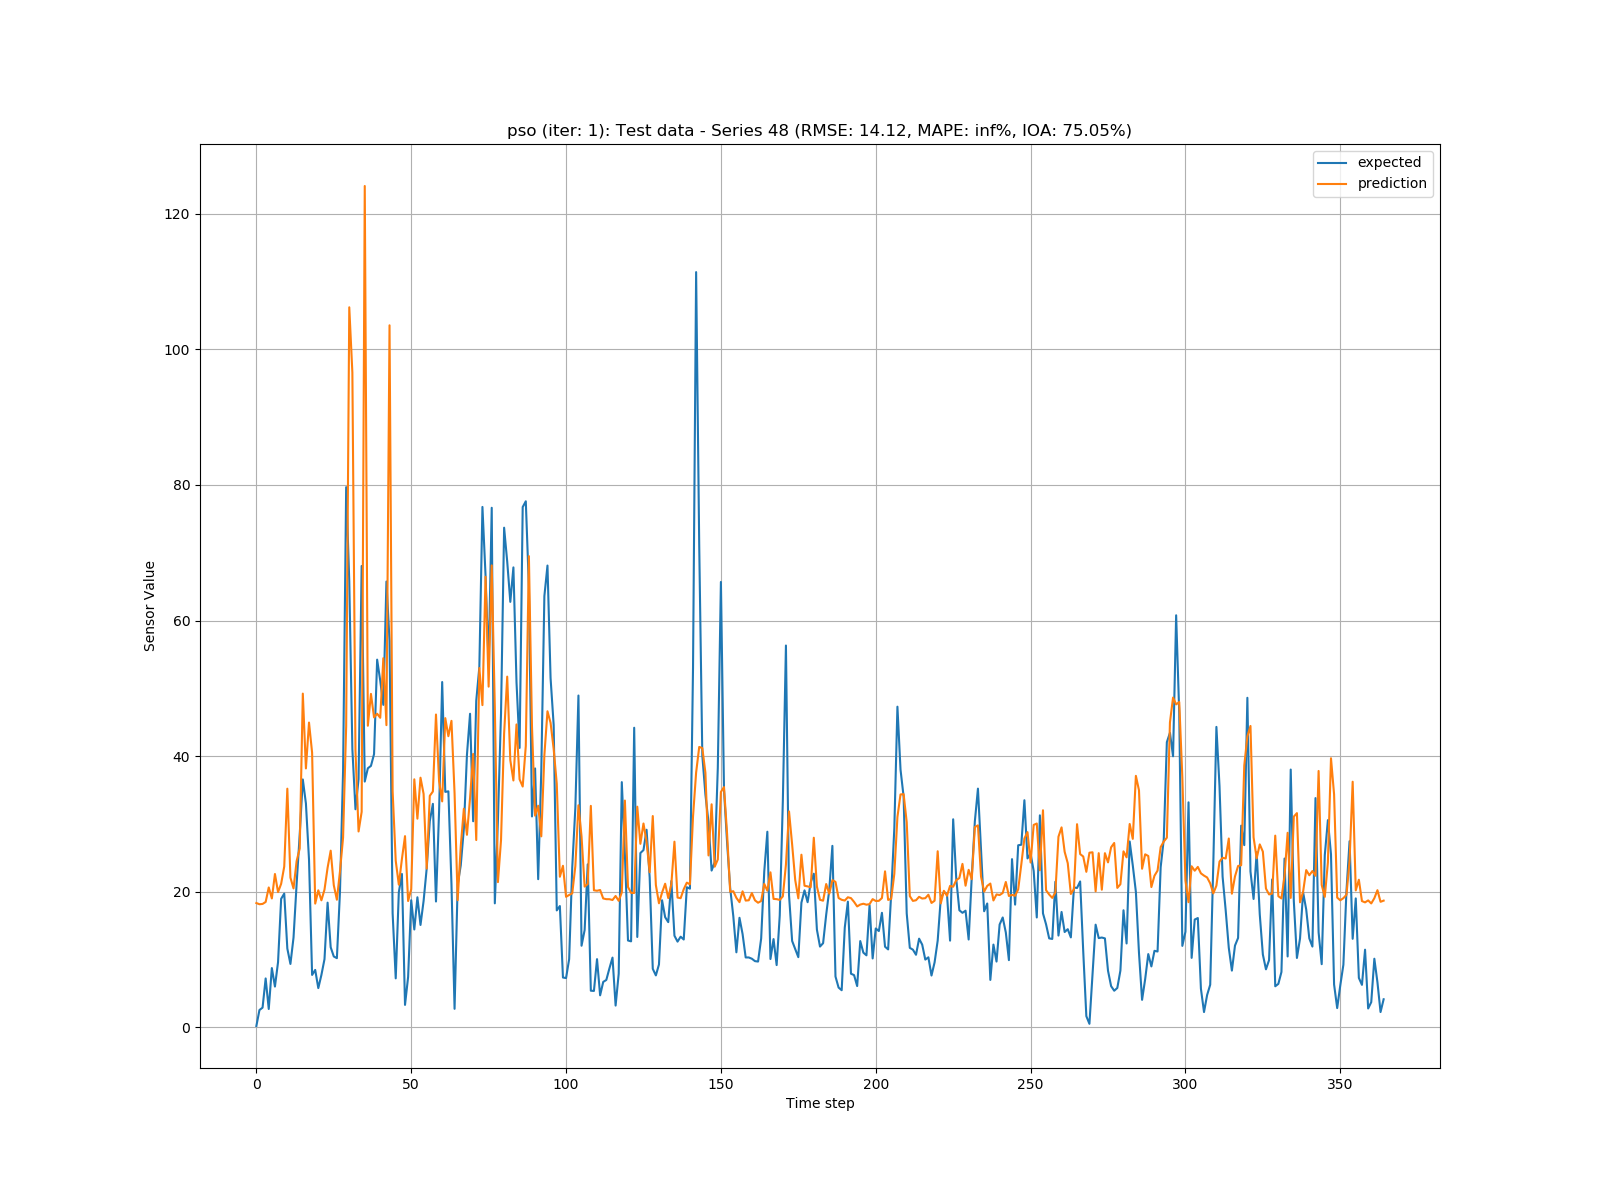 pso (iter: 1): Test data - Series 48 (RMSE: 14.12, MAPE: inf%, IOA: 75.05%)
expected
prediction
120
100
80
60
40
20
0
Sensor Value
0 50 100 150 200 250 300 350
Time step